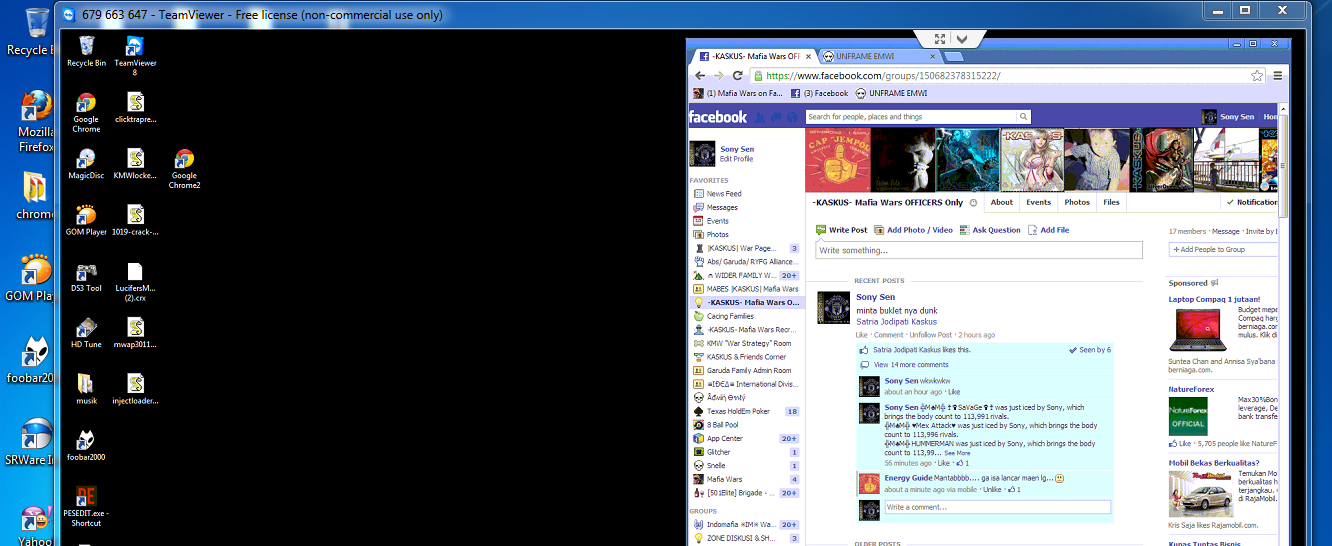 679 663 647 - TeamViewer - Free license (non-commercial use only)
Recycle B
Mozilla
Firefox
chrome
GOM Play
foobar2000
SRWare Ir
Yahoo
Recycle Bin
TeamViewer
8
Google
Chrome
clicktrapre...
MagicDisc
KMWlocke...
Google
Chrome2
GOM Player
1019-crack-...
DS3 Tool
LucifersM...
(2).crx
HD Tune
mwap3011...
musik
injectloader...
foobar2000
PESEDIT.exe -
Shortcut
-KASKUS- Mafia Wars OFF
UNFRAME EMWI
https://www.facebook.com/groups/150682378315222/
(1) Mafia Wars on Fa...
(3) Facebook
UNFRAME EMWI
facebook
Search for people, places and things
Sony Sen
Hom
Sony Sen
Edit Profile
FAVORITES
News Feed
Messages
Events
Photos
|KASKUS| War Page... 3
Abs/ Garuda/ RYFG Alliance...
WIDER FAMILY W... 20+
MABES |KASKUS| Mafia Wars
-KASKUS- Mafia Wars O...
Cacing Families
-KASKUS- Mafia Wars Recr...
KMW "War Strategy" Room
KASKUS & Friends Corner
Garuda Family Admin Room
International Divis...
Texas HoldEm Poker 18
8 Ball Pool
App Center 20+
Glitcher 1
Snelle 1
Mafia Wars 4
[501Elite] Brigade - ... 20+
GROUPS
Indomafia ※IM※ Wa... 20+
ZONE DISKUSI & SH... 3
-KASKUS- Mafia Wars OFFICERS Only
About
Events
Photos
Files
Notification
Write Post
Add Photo / Video
Ask Question
Add File
Write something...
RECENT POSTS
Sony Sen
minta buklet nya dunk
Satria Jodipati Kaskus
Like · Comment · Unfollow Post · 2 hours ago
Satria Jodipati Kaskus likes this.
Seen by 6
View 14 more comments
Sony Sen wkwkwkw
about an hour ago · Like
Sony Sen ╬M♣M╬ ✝♀SaVaGe♀✝ was just iced by Sony, which
brings the body count to 113,991 rivals.
╬M♣M╬ ♥Mex Attack♥ was just iced by Sony, which brings the body
count to 113,996 rivals.
╬M♣M╬ HUMMERMAN was just iced by Sony, which brings the body
count to 113,99... See More
56 minutes ago · Like · 1
Energy Guide Mantabbbb.... ga isa lancar maen lg...
about a minute ago via mobile · Unlike · 1
Write a comment...
OLDER POSTS
17 members · Message · Invite by E
+ Add People to Group
Sponsored
Laptop Compaq 1 jutaan!
Budget mepe
Compaq harg
berniaga.com
mulus. Klik di
Suntea Chan and Annisa Sya'bana
berniaga.com.
NatureForex
NatureForex
OFFICIAL
Max30%Bon
leverage, De
bank transfe
Like · 5,705 people like NatureF
Mobil Bekas Berkualitas?
Temukan Mo
berkualitas h
terjangkau. C
di RajaMobil.
Kris Saja likes Rajamobil.com.
Kupas Tuntas Bisnis